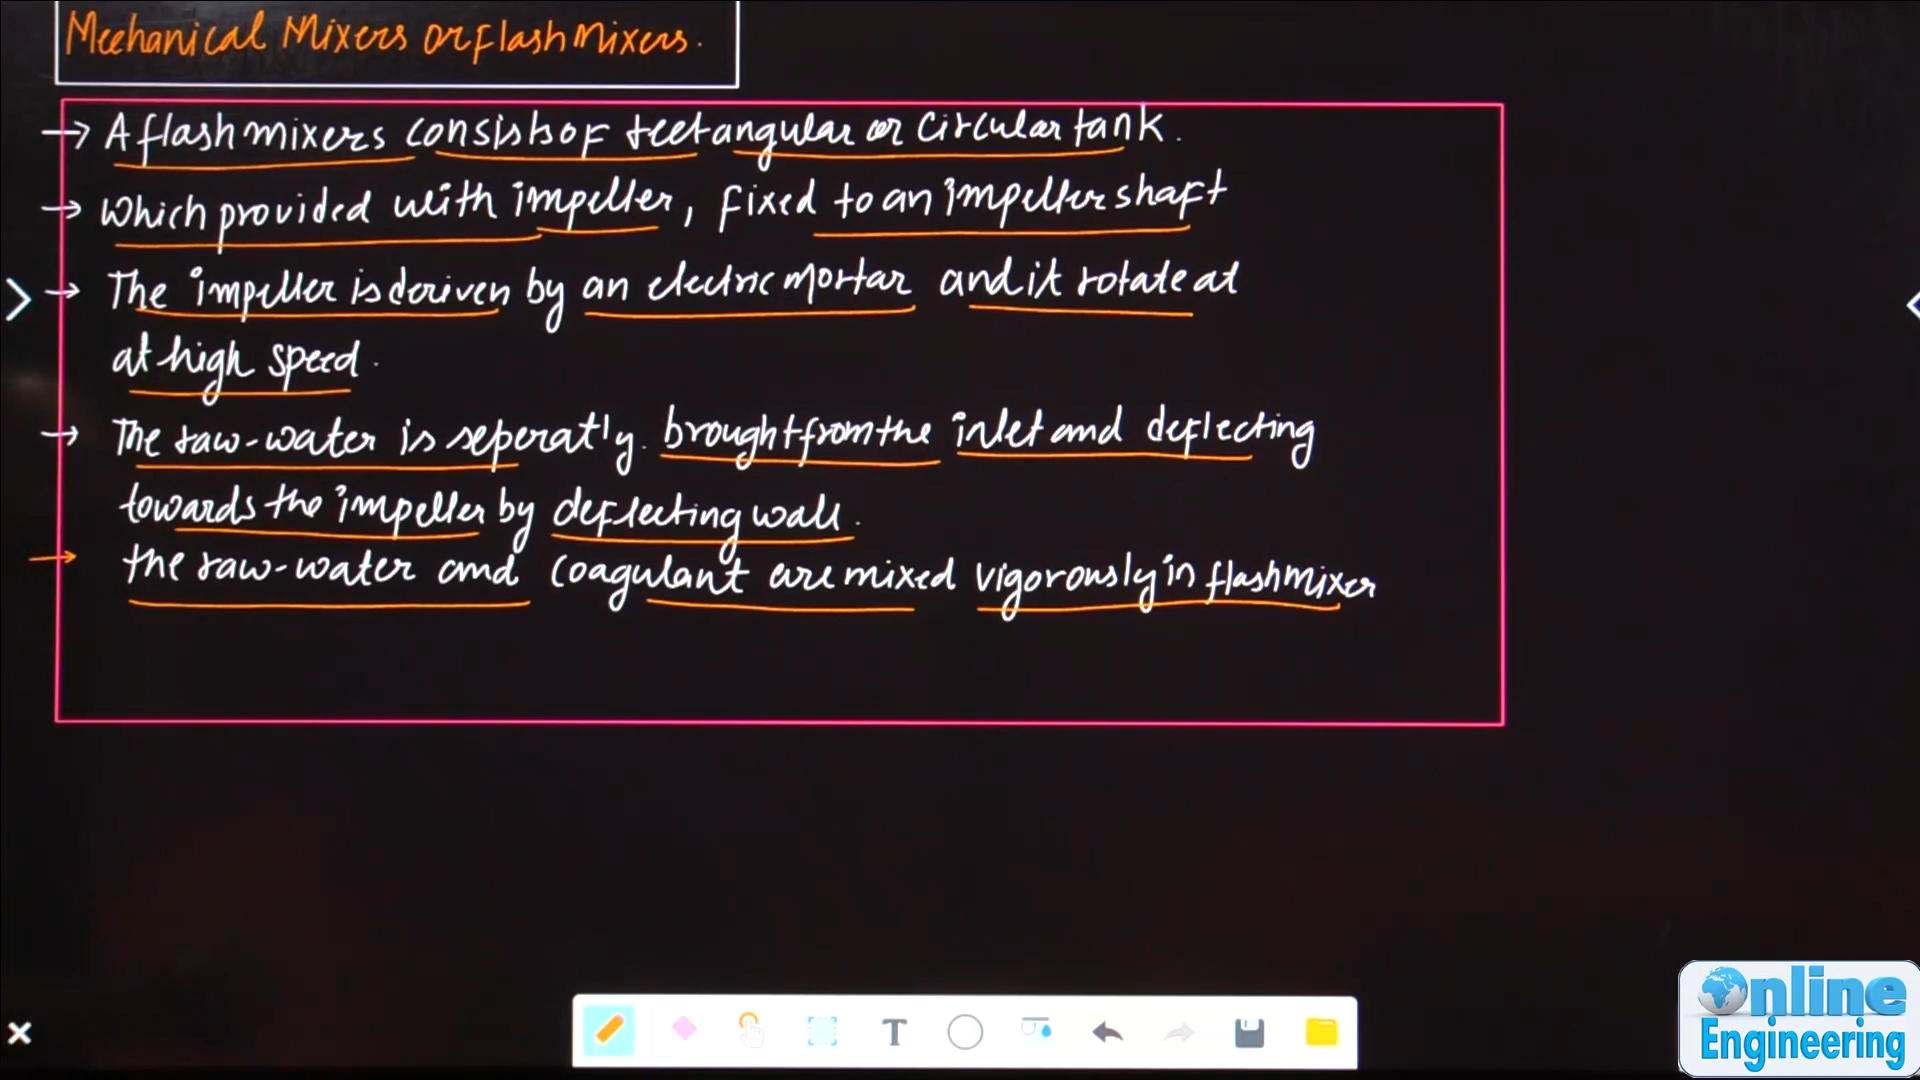 Mechanical Mixers or flash mixers.
→ A flash mixers consists of rectangular or circular tank.
→ which provided with impeller, fixed to an impeller shaft
→ The impeller is deriven by an electric mortar and it rotate at
at high speed.
→ The raw-water is seperatly. brought from the inlet and deflecting
towards the impeller by deflecting wall.
→ the raw-water and coagulant are mixed vigorously in flash mixer
T
Online
Engineering